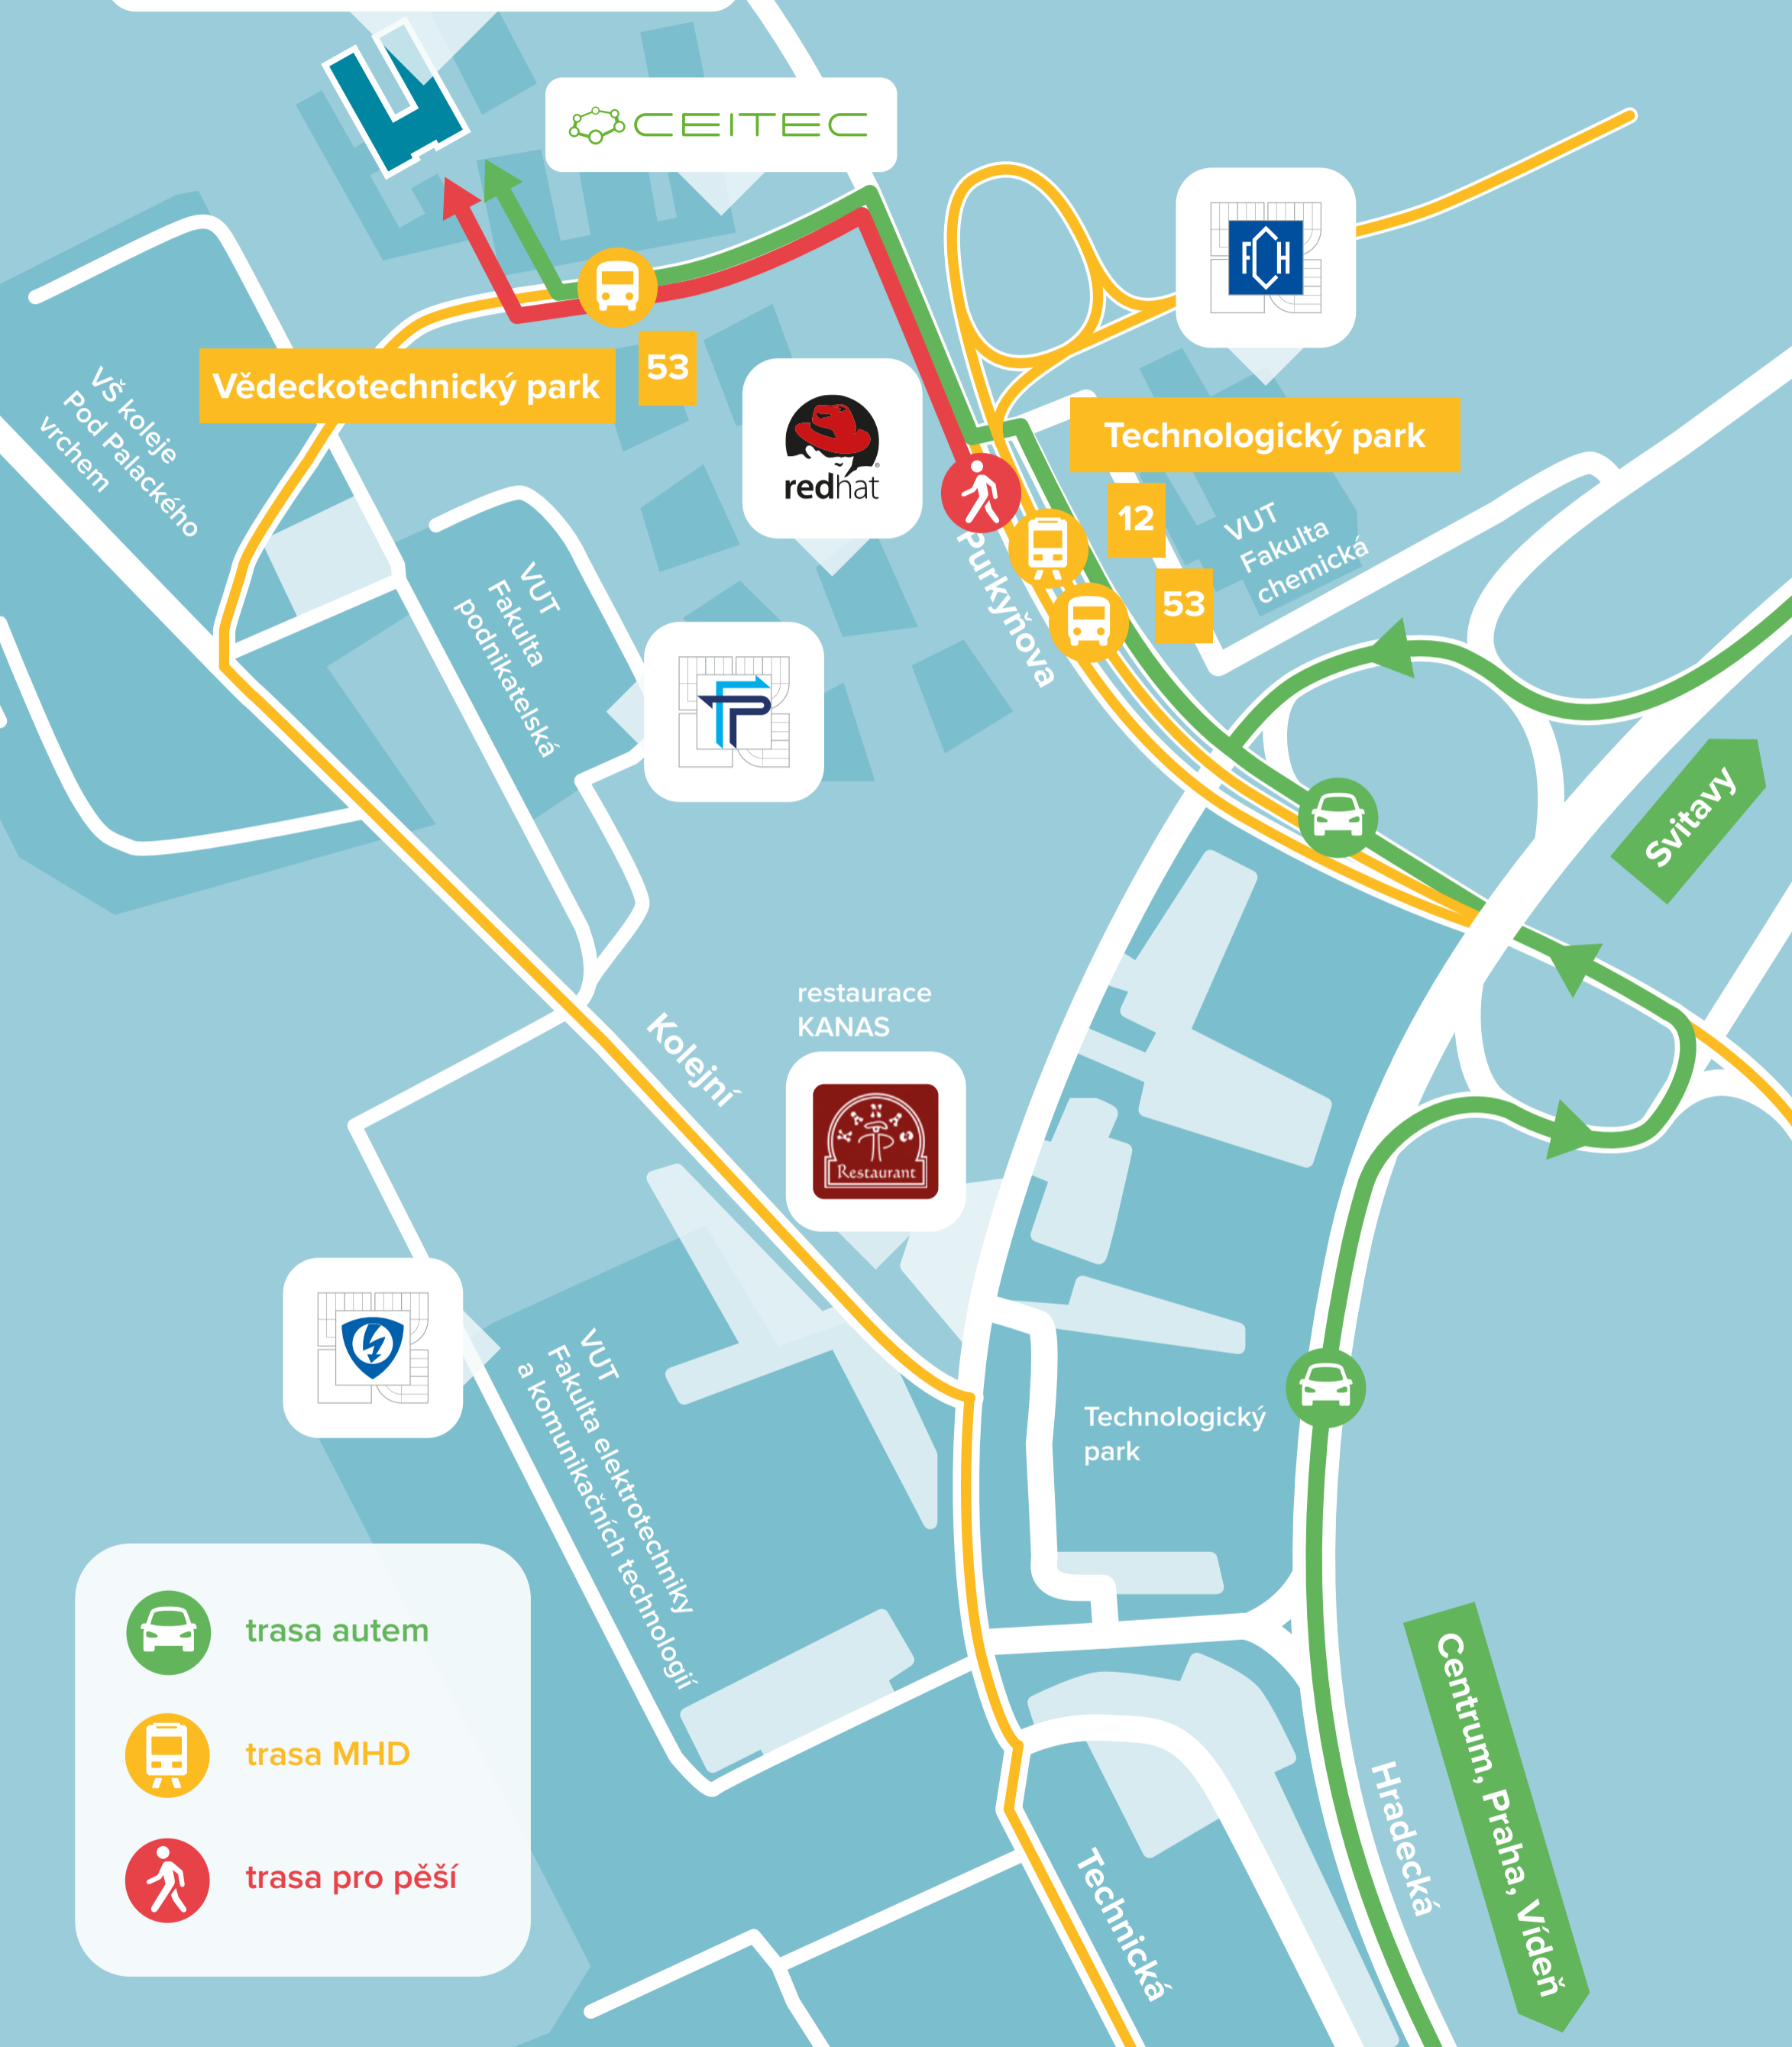 CEITEC
FCH
Vědeckotechnický park
53
redhat
Technologický park
12
53
VŠ koleje
Pod Palackého
vrchem
VUT
Fakulta
podnikatelská
VUT
Fakulta
chemická
Purkyňova
Svitavy
restaurace
KANAS
Restaurant
Kolejní
VUT
Fakulta elektrotechniky
a komunikačních technologií
Technologický
park
trasa autem
trasa MHD
trasa pro pěší
Technická
Hradecká
Centrum, Praha, Vídeň